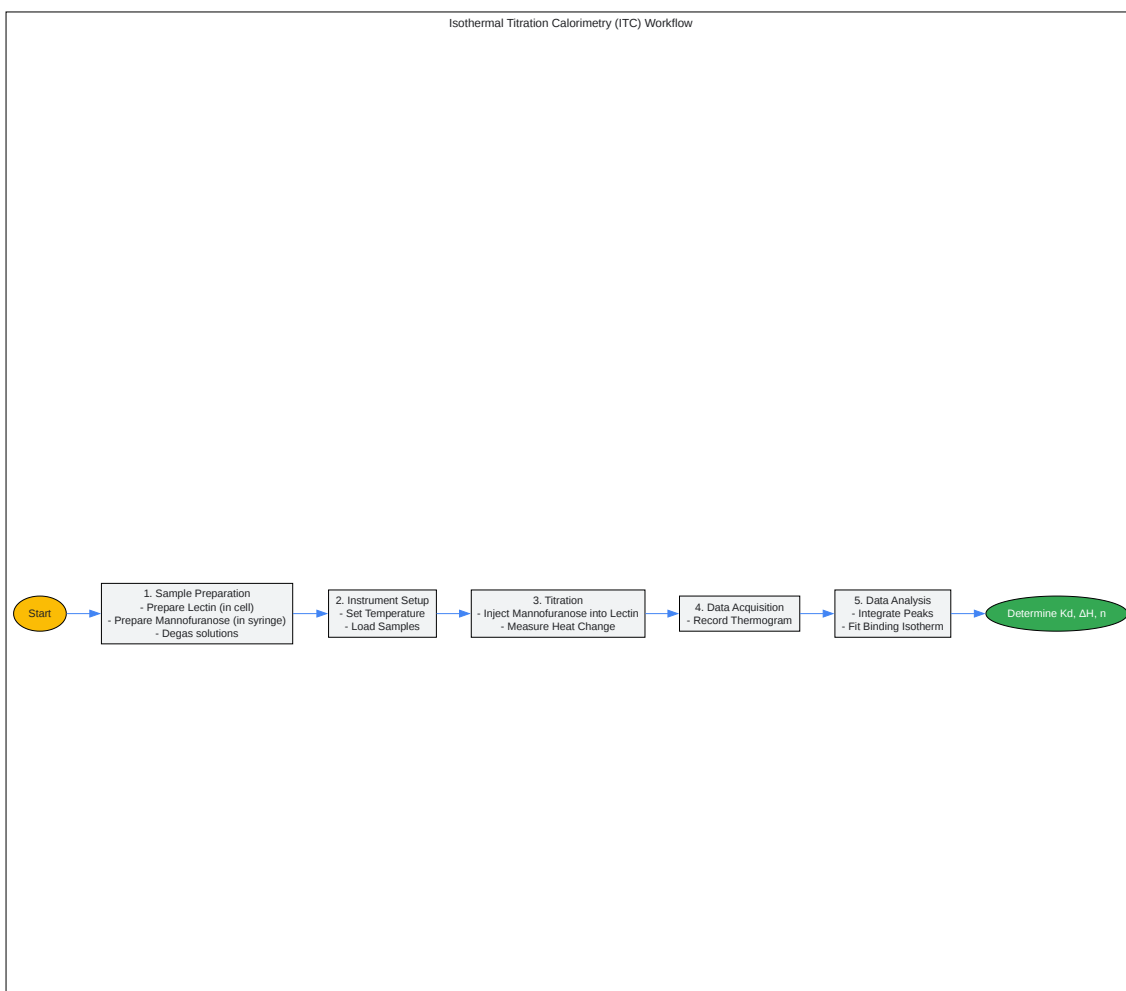 Isothermal Titration Calorimetry (ITC) Workflow
Start
1. Sample Preparation
- Prepare Lectin (in cell)
- Prepare Mannofuranose (in syringe)
- Degas solutions
2. Instrument Setup
- Set Temperature
- Load Samples
3. Titration
- Inject Mannofuranose into Lectin
- Measure Heat Change
4. Data Acquisition
- Record Thermogram
5. Data Analysis
- Integrate Peaks
- Fit Binding Isotherm
Determine Kd, ΔH, n